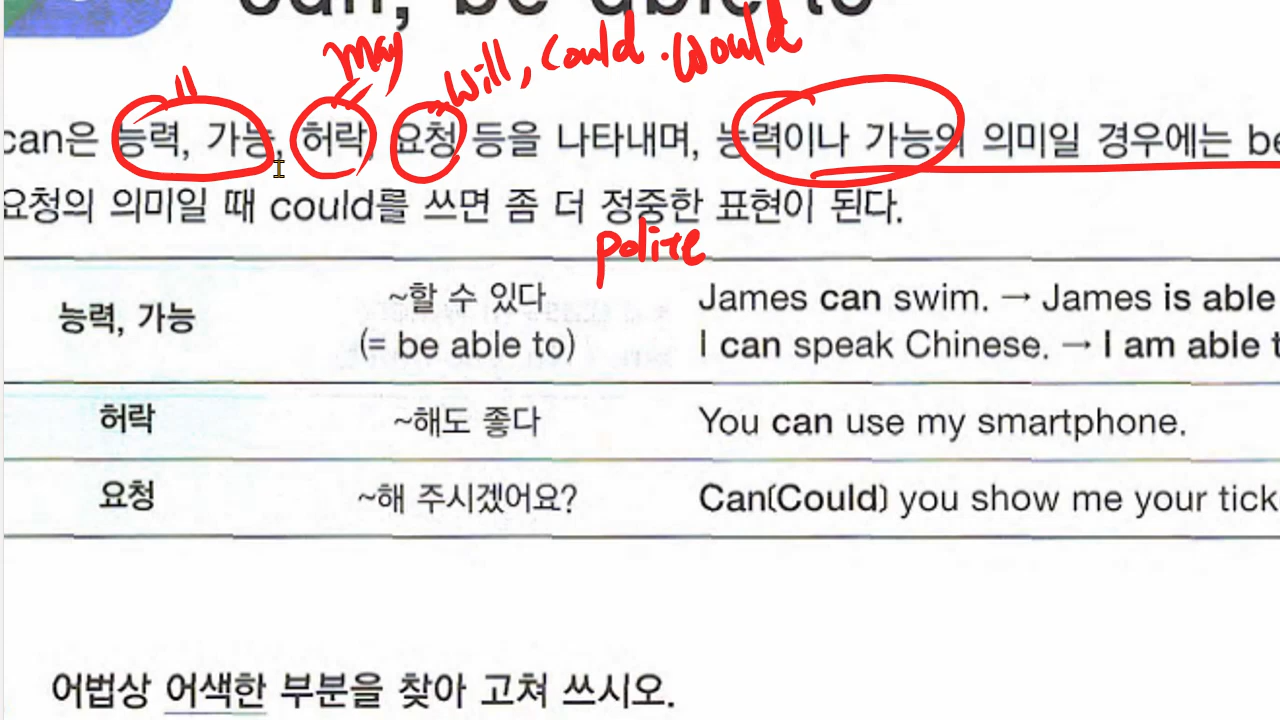 can, be able to
may
will, could. would
can은 능력, 가능, 허락, 요청 등을 나타내며, 능력이나 가능의 의미일 경우에는 be
요청의 의미일 때 could를 쓰면 좀 더 정중한 표현이 된다.
polite
능력, 가능
~할 수 있다
(= be able to)
James can swim. → James is able
I can speak Chinese. → I am able t
허락
~해도 좋다
You can use my smartphone.
요청
~해 주시겠어요?
Can(Could) you show me your tick
어법상 어색한 부분을 찾아 고쳐 쓰시오.